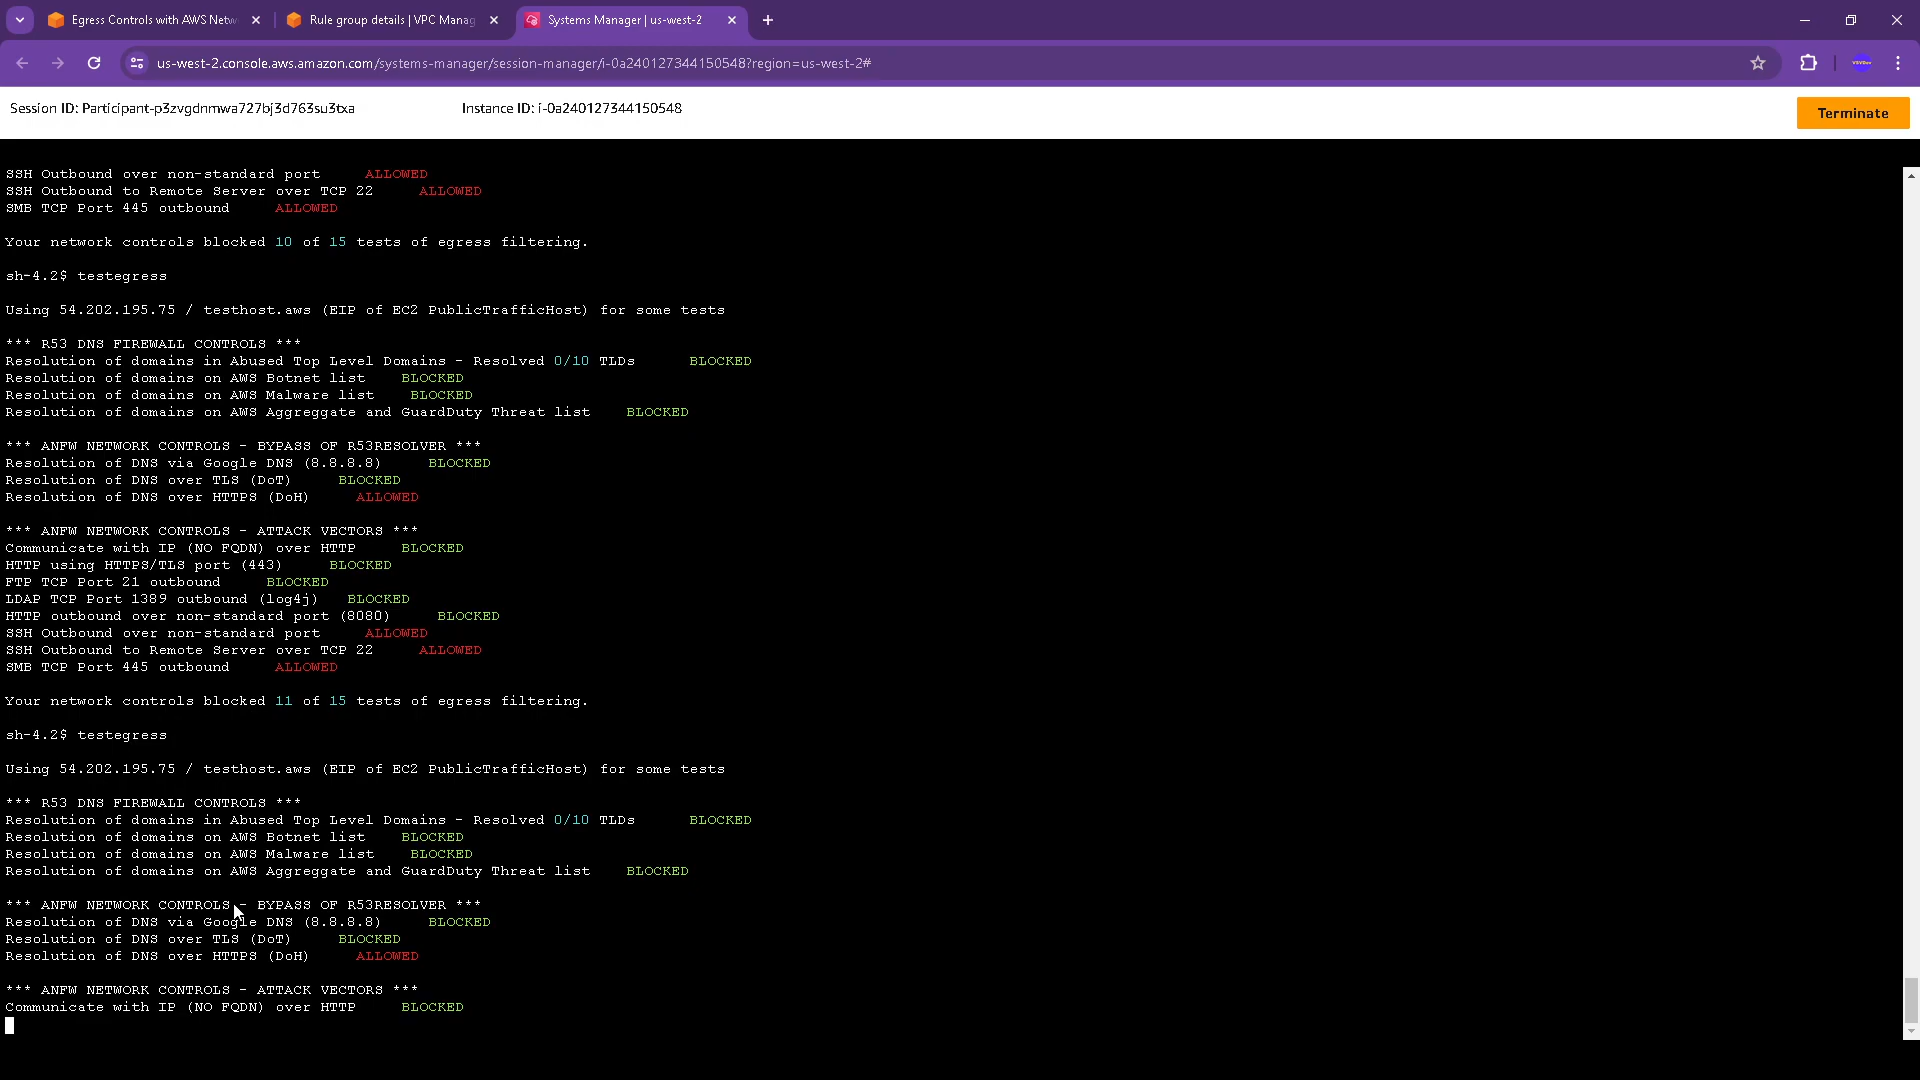 Egress Controls with AWS Netw
Rule group details | VPC Manag
Systems Manager | us-west-2
us-west-2.console.aws.amazon.com/systems-manager/session-manager/i-0a240127344150548?region=us-west-2#
Session ID: Participant-p3zvgdnmwa727bj3d763su3txa
Instance ID: i-0a240127344150548
Terminate
SSH Outbound over non-standard port ALLOWED
SSH Outbound to Remote Server over TCP 22 ALLOWED
SMB TCP Port 445 outbound ALLOWED
Your network controls blocked 10 of 15 tests of egress filtering.
sh-4.2$ testegress
Using 54.202.195.75 / testhost.aws (EIP of EC2 PublicTrafficHost) for some tests
*** R53 DNS FIREWALL CONTROLS ***
Resolution of domains in Abused Top Level Domains - Resolved 0/10 TLDs BLOCKED
Resolution of domains on AWS Botnet list BLOCKED
Resolution of domains on AWS Malware list BLOCKED
Resolution of domains on AWS Aggreggate and GuardDuty Threat list BLOCKED
*** ANFW NETWORK CONTROLS - BYPASS OF R53RESOLVER ***
Resolution of DNS via Google DNS (8.8.8.8) BLOCKED
Resolution of DNS over TLS (DoT) BLOCKED
Resolution of DNS over HTTPS (DoH) ALLOWED
*** ANFW NETWORK CONTROLS - ATTACK VECTORS ***
Communicate with IP (NO FQDN) over HTTP BLOCKED
HTTP using HTTPS/TLS port (443) BLOCKED
FTP TCP Port 21 outbound BLOCKED
LDAP TCP Port 1389 outbound (log4j) BLOCKED
HTTP outbound over non-standard port (8080) BLOCKED
SSH Outbound over non-standard port ALLOWED
SSH Outbound to Remote Server over TCP 22 ALLOWED
SMB TCP Port 445 outbound ALLOWED
Your network controls blocked 11 of 15 tests of egress filtering.
sh-4.2$ testegress
Using 54.202.195.75 / testhost.aws (EIP of EC2 PublicTrafficHost) for some tests
*** R53 DNS FIREWALL CONTROLS ***
Resolution of domains in Abused Top Level Domains - Resolved 0/10 TLDs BLOCKED
Resolution of domains on AWS Botnet list BLOCKED
Resolution of domains on AWS Malware list BLOCKED
Resolution of domains on AWS Aggreggate and GuardDuty Threat list BLOCKED
*** ANFW NETWORK CONTROLS - BYPASS OF R53RESOLVER ***
Resolution of DNS via Google DNS (8.8.8.8) BLOCKED
Resolution of DNS over TLS (DoT) BLOCKED
Resolution of DNS over HTTPS (DoH) ALLOWED
*** ANFW NETWORK CONTROLS - ATTACK VECTORS ***
Communicate with IP (NO FQDN) over HTTP BLOCKED